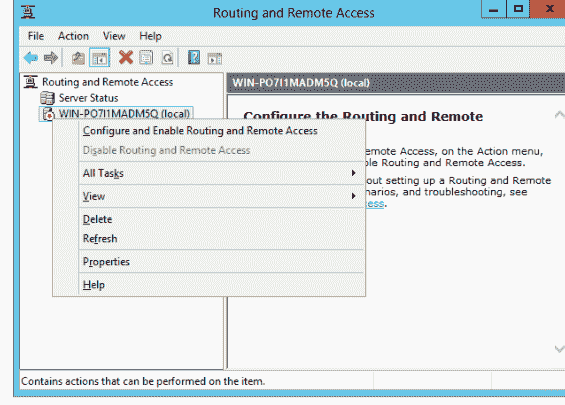 Routing and Remote Access
File Action View Help
Routing and Remote Access
Server Status
WIN-PO7I1MADM5Q (local)
WIN-PO7I1MADM5Q (local)
Configure the Routing and Remote
Configure and Enable Routing and Remote Access
Disable Routing and Remote Access
All Tasks
View
Delete
Refresh
Properties
Help
emote Access, on the Action menu,
ble Routing and Remote Access.
out setting up a Routing and Remote
narios, and troubleshooting, see
cess.
Contains actions that can be performed on the item.